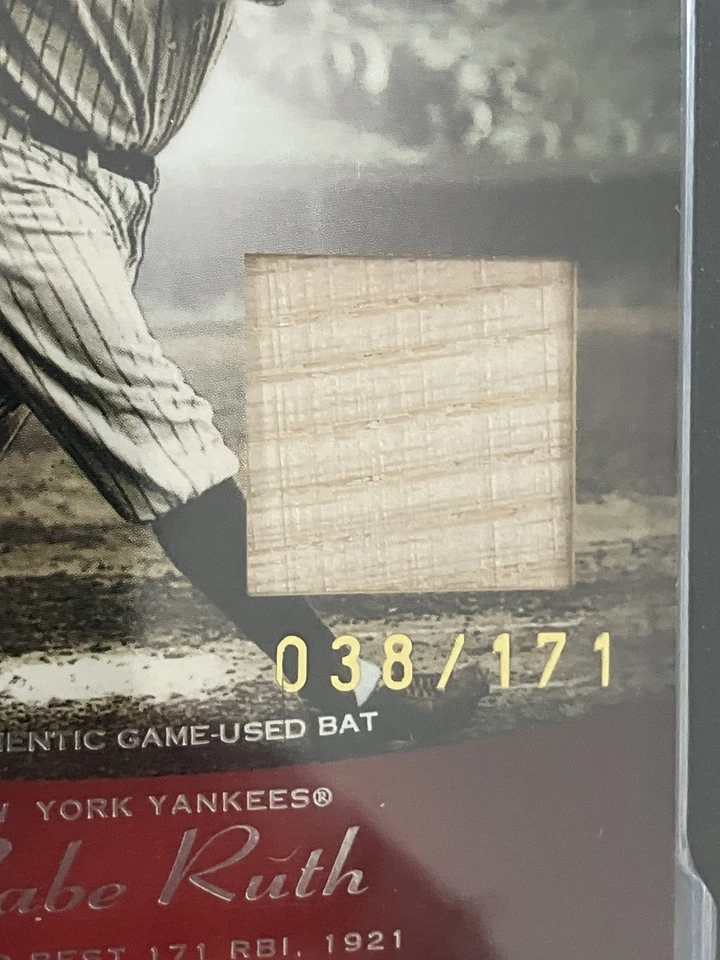 038/171
GAME-USED BAT
YORK YANKEES®
Ruth
BEST 171 RBI, 1921